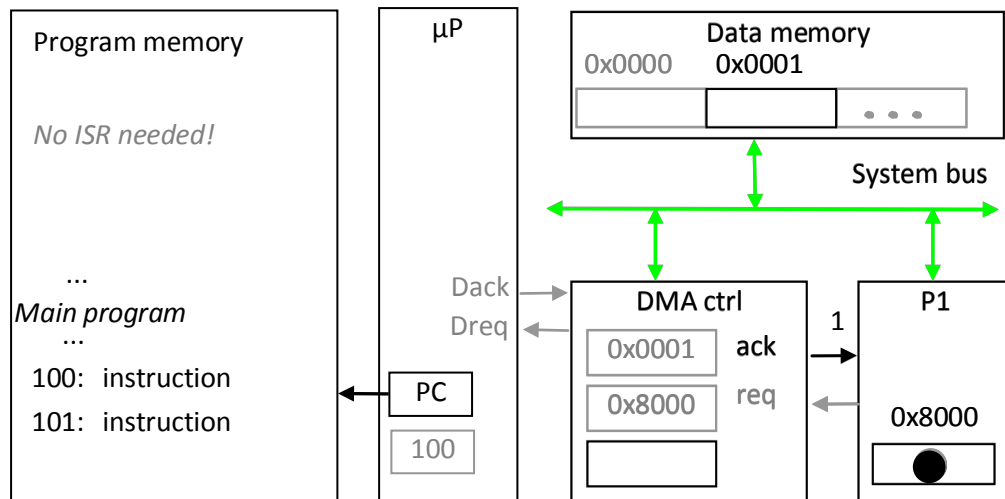 Program memory
No ISR needed!
...
Main program
...
100: instruction
101: instruction
µP
Dack
Dreq
PC
100
Data memory
0x0000 0x0001
System bus
DMA ctrl
0x0001 ack
0x8000 req
1
P1
0x8000